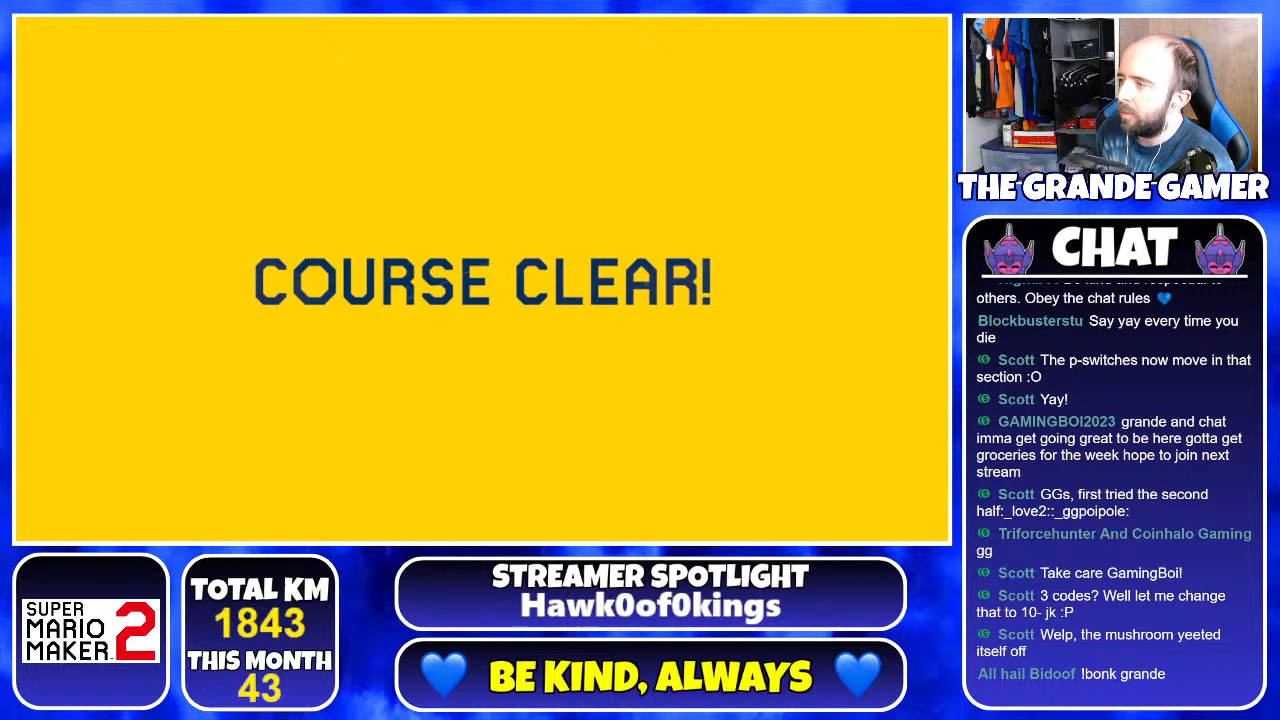 COURSE CLEAR!
THE GRANDE GAMER
CHAT
others. Obey the chat rules 💙
Blockbusterstu Say yay every time you
die
Scott The p-switches now move in that
section :O
Scott Yay!
GAMINGBOI2023 grande and chat
imma get going great to be here gotta get
groceries for the week hope to join next
stream
Scott GGs, first tried the second
half:_love2::_ggpoipole:
Triforcehunter And Coinhalo Gaming
gg
Scott Take care GamingBoi!
Scott 3 codes? Well let me change
that to 10- jk :P
Scott Welp, the mushroom yeeted
itself off
All hail Bidoof !bonk grande
SUPER
MARIO
MAKER 2
TOTAL KM
1843
THIS MONTH
43
STREAMER SPOTLIGHT
Hawk0of0kings
BE KIND, ALWAYS